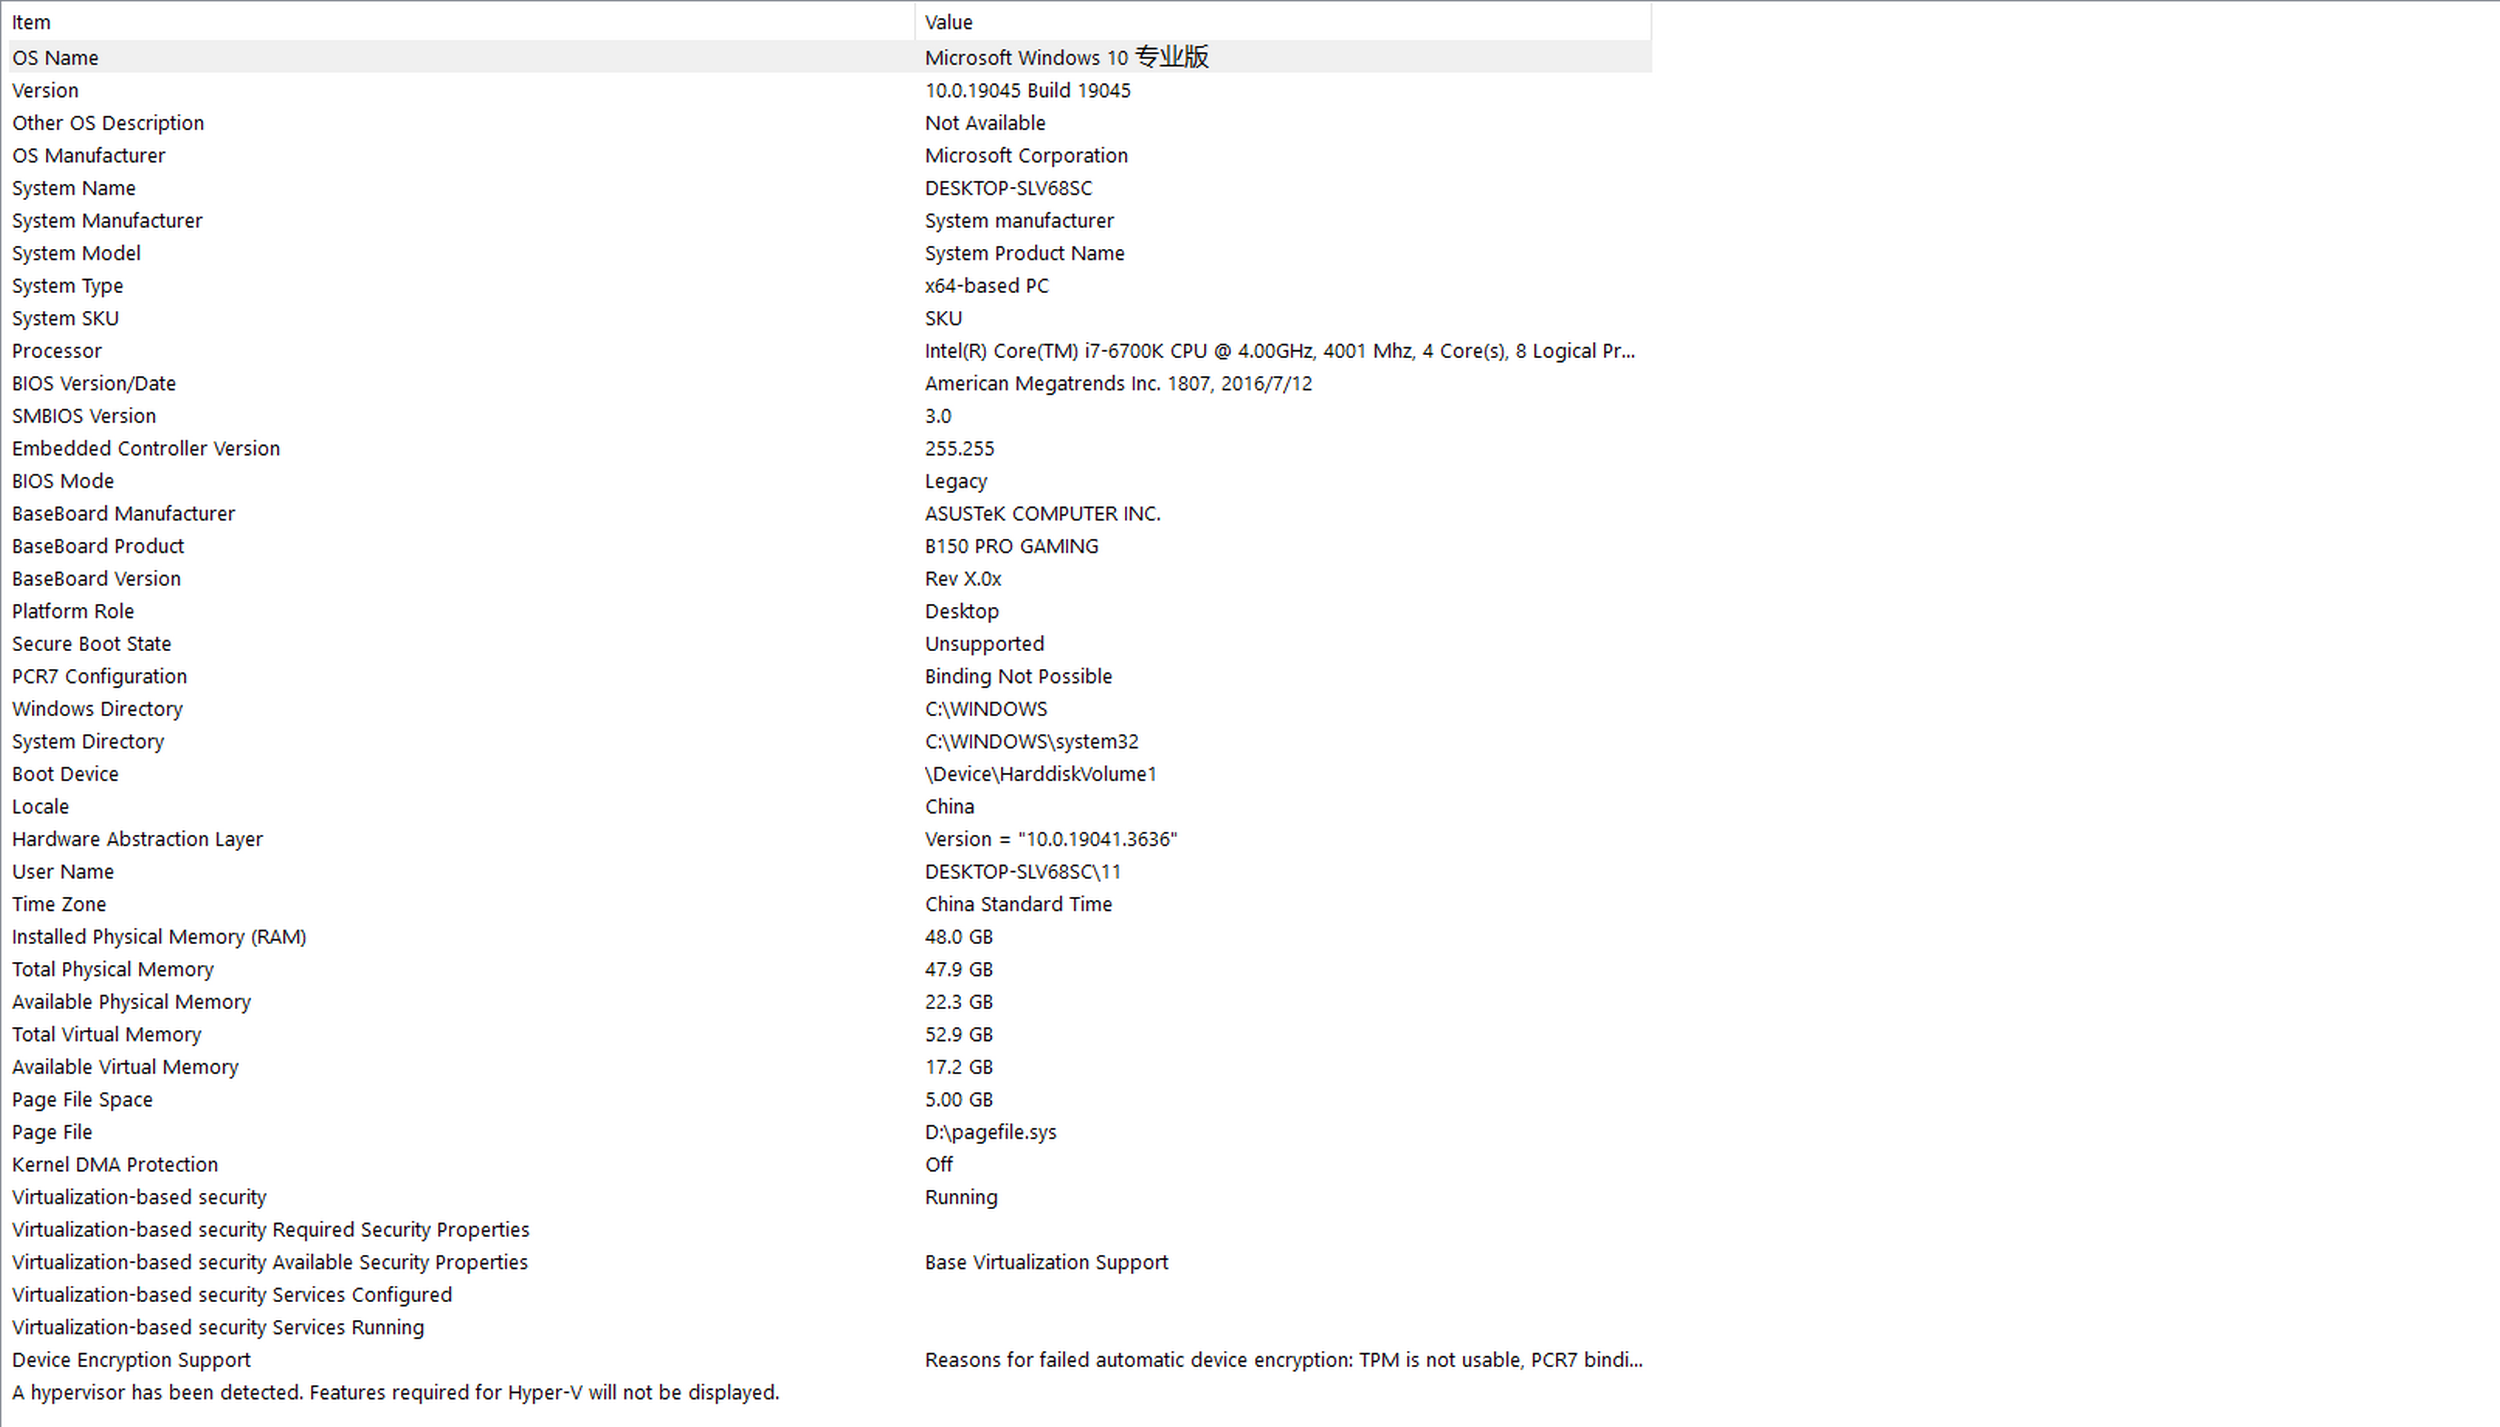 Item Value
OS Name Microsoft Windows 10 专业版
Version 10.0.19045 Build 19045
Other OS Description Not Available
OS Manufacturer Microsoft Corporation
System Name DESKTOP-SLV68SC
System Manufacturer System manufacturer
System Model System Product Name
System Type x64-based PC
System SKU SKU
Processor Intel(R) Core(TM) i7-6700K CPU @ 4.00GHz, 4001 Mhz, 4 Core(s), 8 Logical Pr...
BIOS Version/Date American Megatrends Inc. 1807, 2016/7/12
SMBIOS Version 3.0
Embedded Controller Version 255.255
BIOS Mode Legacy
BaseBoard Manufacturer ASUSTeK COMPUTER INC.
BaseBoard Product B150 PRO GAMING
BaseBoard Version Rev X.0x
Platform Role Desktop
Secure Boot State Unsupported
PCR7 Configuration Binding Not Possible
Windows Directory C:\WINDOWS
System Directory C:\WINDOWS\system32
Boot Device \Device\HarddiskVolume1
Locale China
Hardware Abstraction Layer Version = "10.0.19041.3636"
User Name DESKTOP-SLV68SC\11
Time Zone China Standard Time
Installed Physical Memory (RAM) 48.0 GB
Total Physical Memory 47.9 GB
Available Physical Memory 22.3 GB
Total Virtual Memory 52.9 GB
Available Virtual Memory 17.2 GB
Page File Space 5.00 GB
Page File D:\pagefile.sys
Kernel DMA Protection Off
Virtualization-based security Running
Virtualization-based security Required Security Properties
Virtualization-based security Available Security Properties Base Virtualization Support
Virtualization-based security Services Configured
Virtualization-based security Services Running
Device Encryption Support Reasons for failed automatic device encryption: TPM is not usable, PCR7 bindi...
A hypervisor has been detected. Features required for Hyper-V will not be displayed.